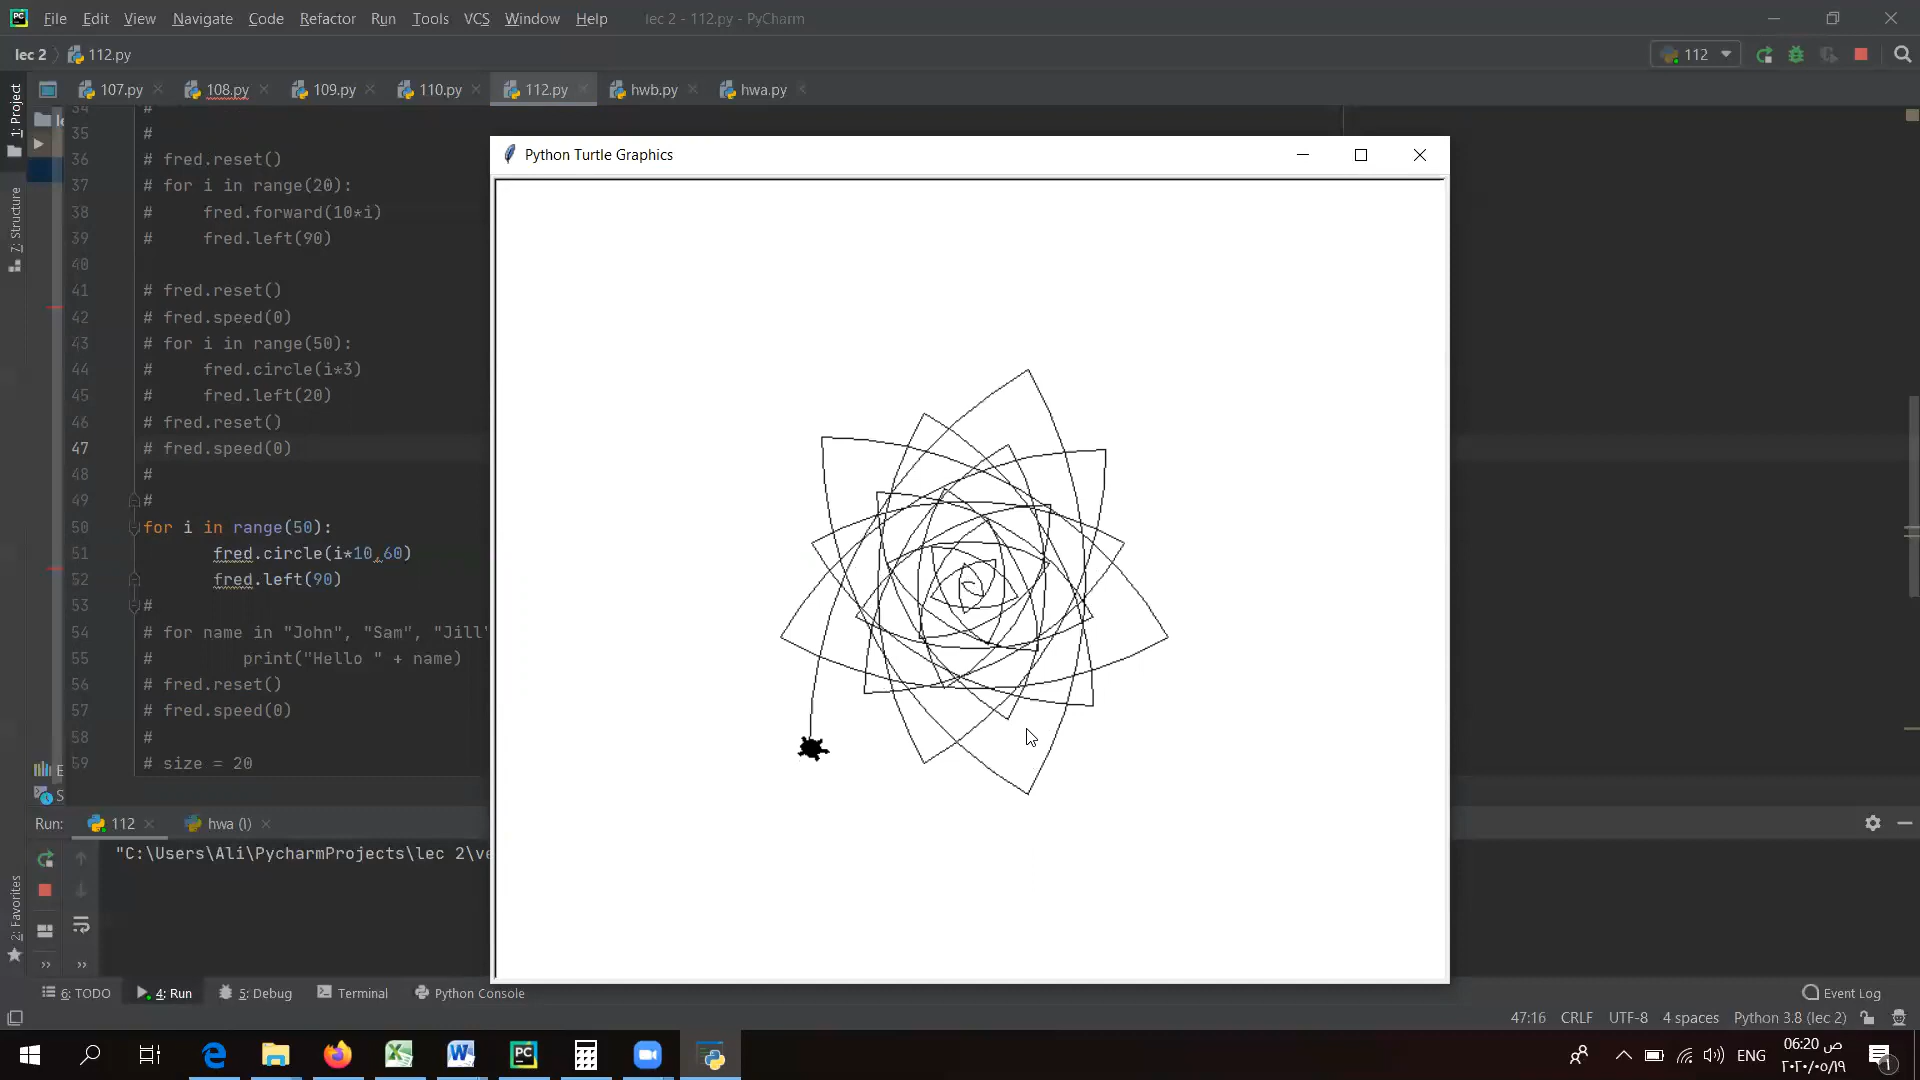 File Edit View Navigate Code Refactor Run Tools VCS Window Help lec 2 - 112.py - PyCharm
lec 2 112.py 112
107.py 108.py 109.py 110.py 112.py hwb.py hwa.py
1: Project
7: Structure
2: Favorites
34 #
35 #
36 # fred.reset()
37 # for i in range(20):
38 #     fred.forward(10*i)
39 #     fred.left(90)
40
41 # fred.reset()
42 # fred.speed(0)
43 # for i in range(50):
44 #     fred.circle(i*3)
45 #     fred.left(20)
46 # fred.reset()
47 # fred.speed(0)
48 #
49 #
50 for i in range(50):
51        fred.circle(i*10,60)
52        fred.left(90)
53 #
54 # for name in "John", "Sam", "Jill"
55 #         print("Hello " + name)
56 # fred.reset()
57 # fred.speed(0)
58 #
59 # size = 20
Python Turtle Graphics
Run: 112 hwa (1)
"C:\Users\Ali\PycharmProjects\lec 2\ve
6: TODO 4: Run 5: Debug Terminal Python Console Event Log
47:16 CRLF UTF-8 4 spaces Python 3.8 (lec 2)
ENG 06:20 ص
٢٠٢٠/٠٥/١٩
١